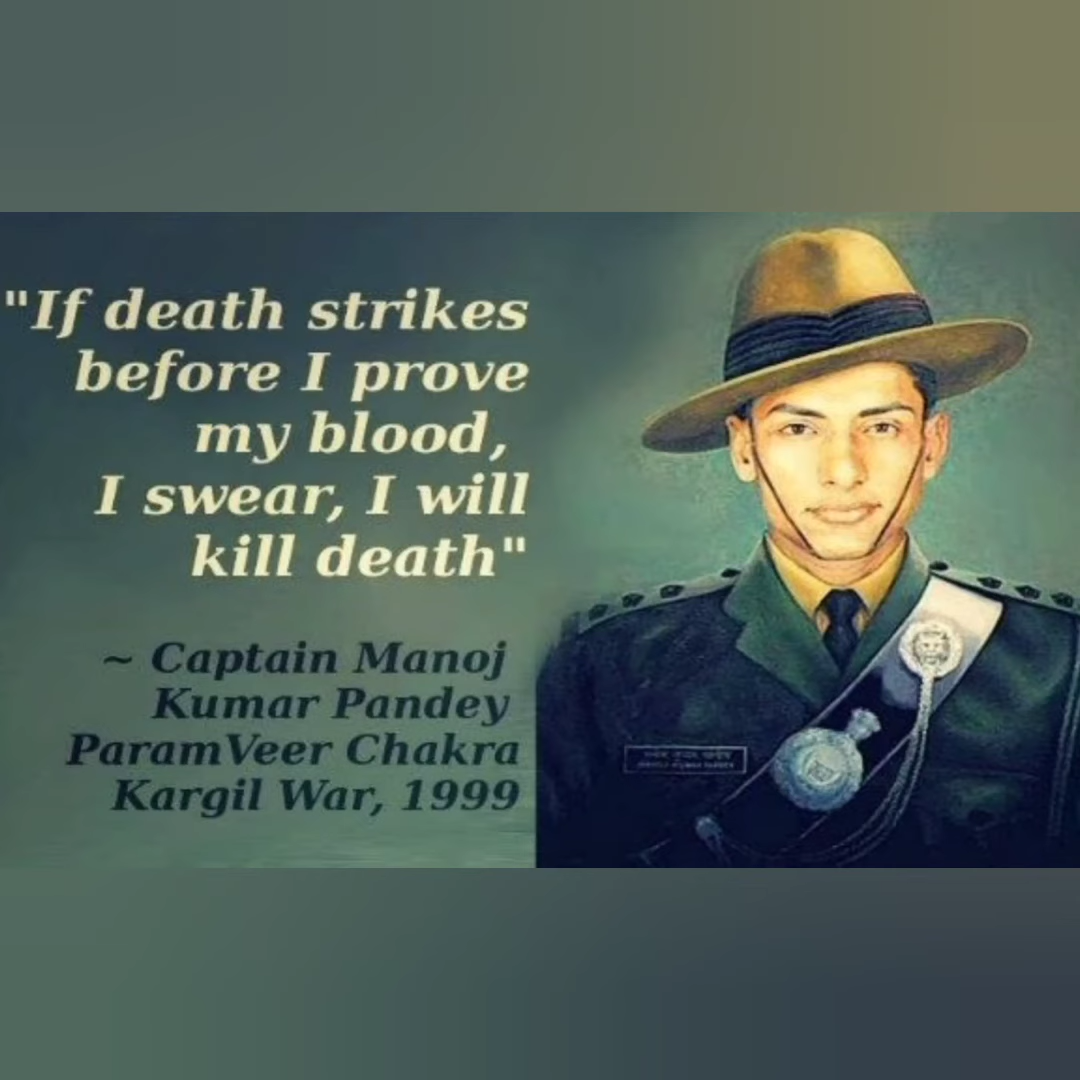 "If death strikes
before I prove
my blood,
I swear, I will
kill death"
~ Captain Manoj
Kumar Pandey
ParamVeer Chakra
Kargil War, 1999